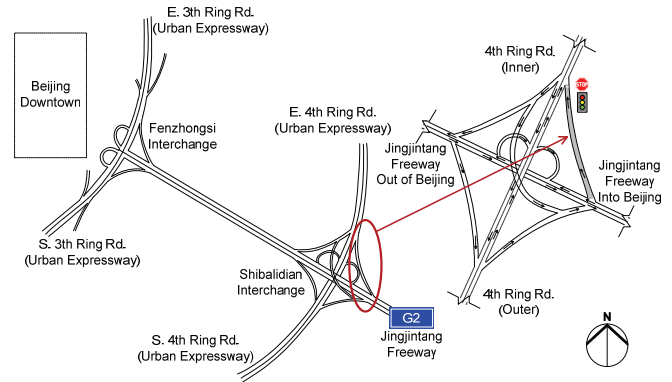 E. 3th Ring Rd.
(Urban Expressway)
Beijing
Downtown
Fenzhongsi
Interchange
S. 3th Ring Rd.
(Urban Expressway)
E. 4th Ring Rd.
(Urban Expressway)
Shibalidian
Interchange
S. 4th Ring Rd.
(Urban Expressway)
G2
Jingjintang
Freeway
4th Ring Rd.
(Inner)
STOP
Jingjintang
Freeway
Out of Beijing
Jingjintang
Freeway
Into Beijing
4th Ring Rd.
(Outer)
N